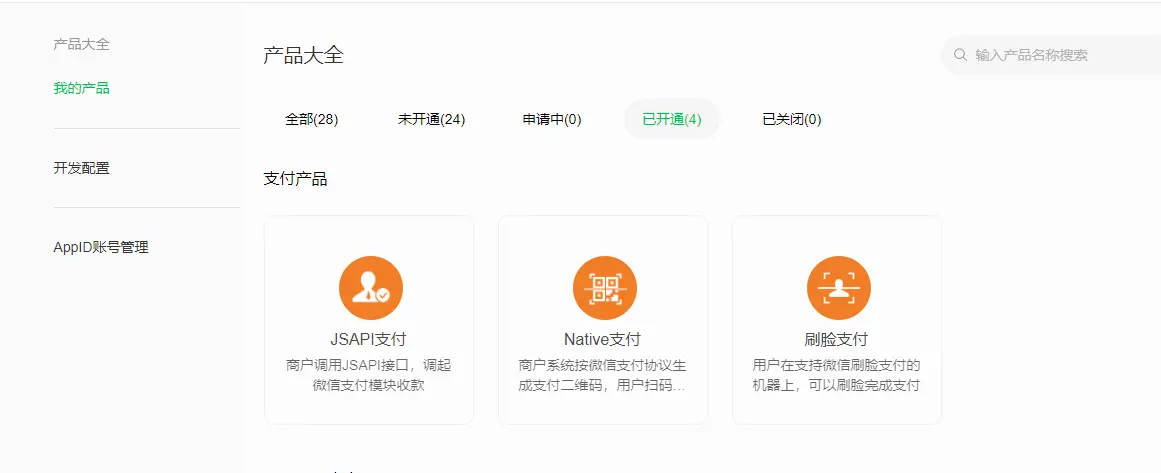 产品大全
我的产品
开发配置
AppID账号管理
产品大全
输入产品名称搜索
全部(28)
未开通(24)
申请中(0)
已开通(4)
已关闭(0)
支付产品
JSAPI支付
商户调用JSAPI接口，调起
微信支付模块收款
Native支付
商户系统按微信支付协议生
成支付二维码，用户扫码...
刷脸支付
用户在支持微信刷脸支付的
机器上，可以刷脸完成支付